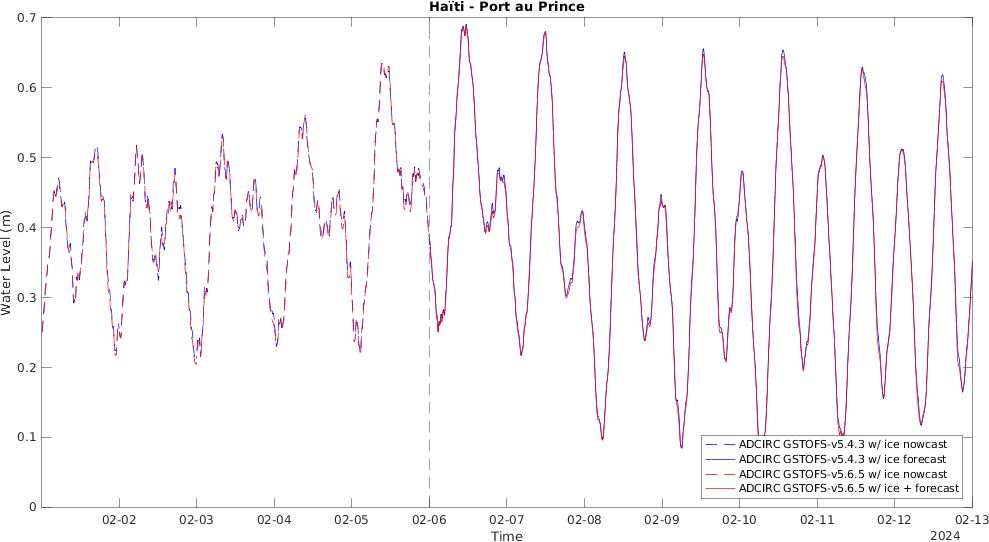 Haïti - Port au Prince
0.7
0.6
0.5
0.4
0.3
0.2
0.1
0
Water Level (m)
ADCIRC GSTOFS-v5.4.3 w/ ice nowcast
ADCIRC GSTOFS-v5.4.3 w/ ice forecast
ADCIRC GSTOFS-v5.6.5 w/ ice nowcast
ADCIRC GSTOFS-v5.6.5 w/ ice + forecast
02-02 02-03 02-04 02-05 02-06 02-07 02-08 02-09 02-10 02-11 02-12 02-13
Time
2024